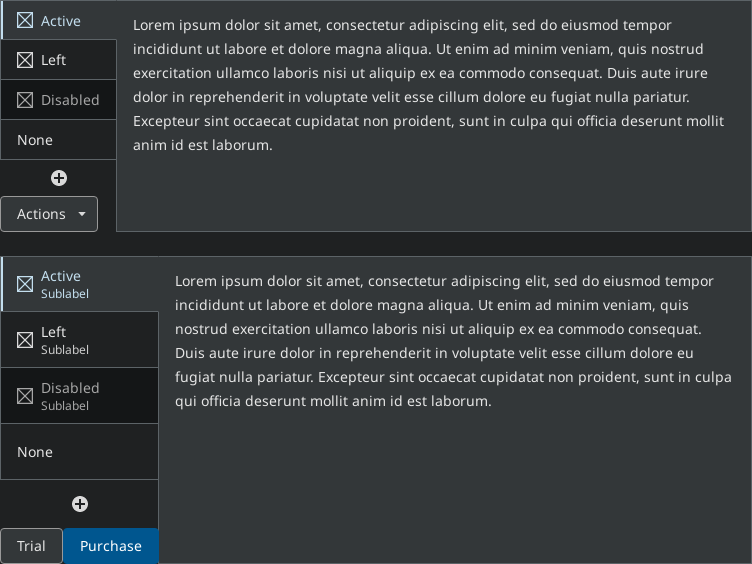 Active
Left
Disabled
None
Actions
Lorem ipsum dolor sit amet, consectetur adipiscing elit, sed do eiusmod tempor
incididunt ut labore et dolore magna aliqua. Ut enim ad minim veniam, quis nostrud
exercitation ullamco laboris nisi ut aliquip ex ea commodo consequat. Duis aute irure
dolor in reprehenderit in voluptate velit esse cillum dolore eu fugiat nulla pariatur.
Excepteur sint occaecat cupidatat non proident, sunt in culpa qui officia deserunt mollit
anim id est laborum.
Active
Sublabel
Left
Sublabel
Disabled
Sublabel
None
Trial
Purchase
Lorem ipsum dolor sit amet, consectetur adipiscing elit, sed do eiusmod tempor
incididunt ut labore et dolore magna aliqua. Ut enim ad minim veniam, quis
nostrud exercitation ullamco laboris nisi ut aliquip ex ea commodo consequat.
Duis aute irure dolor in reprehenderit in voluptate velit esse cillum dolore eu
fugiat nulla pariatur. Excepteur sint occaecat cupidatat non proident, sunt in culpa
qui officia deserunt mollit anim id est laborum.